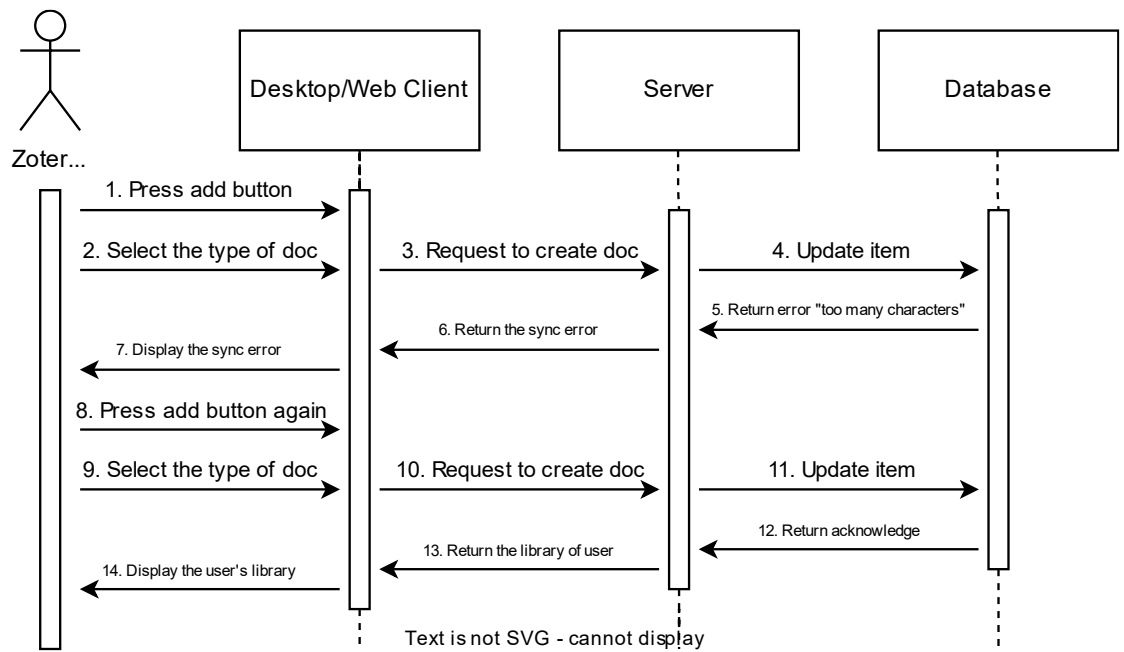 Desktop/Web Client
Server
Database
Zoter...
1. Press add button
2. Select the type of doc
3. Request to create doc
4. Update item
5. Return error "too many characters"
6. Return the sync error
7. Display the sync error
8. Press add button again
9. Select the type of doc
10. Request to create doc
11. Update item
12. Return acknowledge
13. Return the library of user
14. Display the user's library
Text is not SVG - cannot display